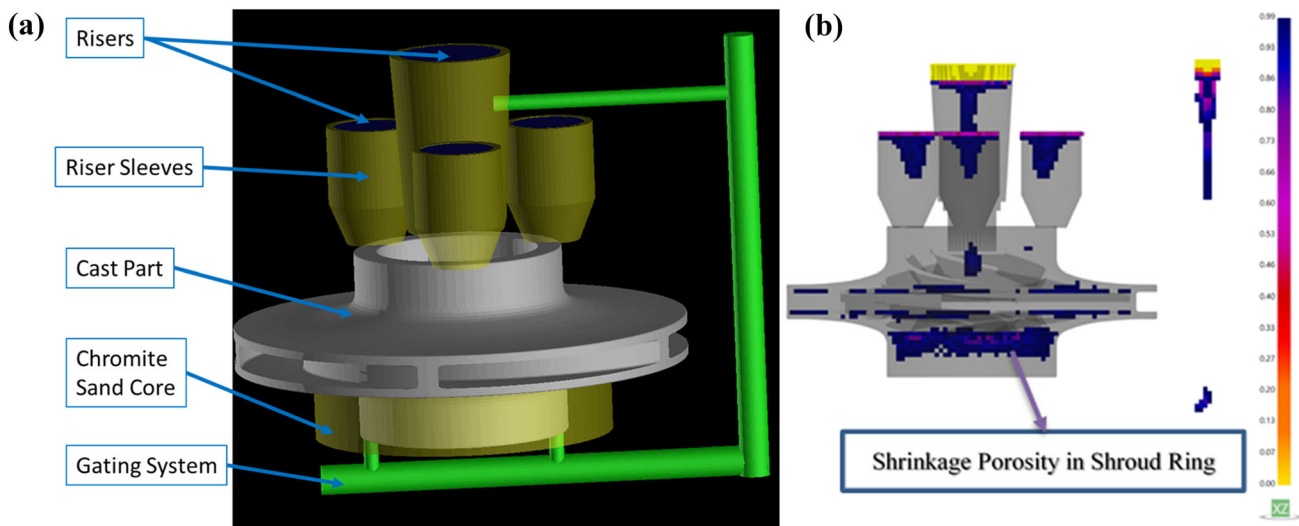 (a)
Risers
Riser Sleeves
Cast Part
Chromite
Sand Core
Gating System
(b)
Shrinkage Porosity in Shroud Ring
0.99
0.93
0.86
0.80
0.73
0.66
0.60
0.53
0.46
0.40
0.33
0.27
0.20
0.13
0.07
0.00
XZ